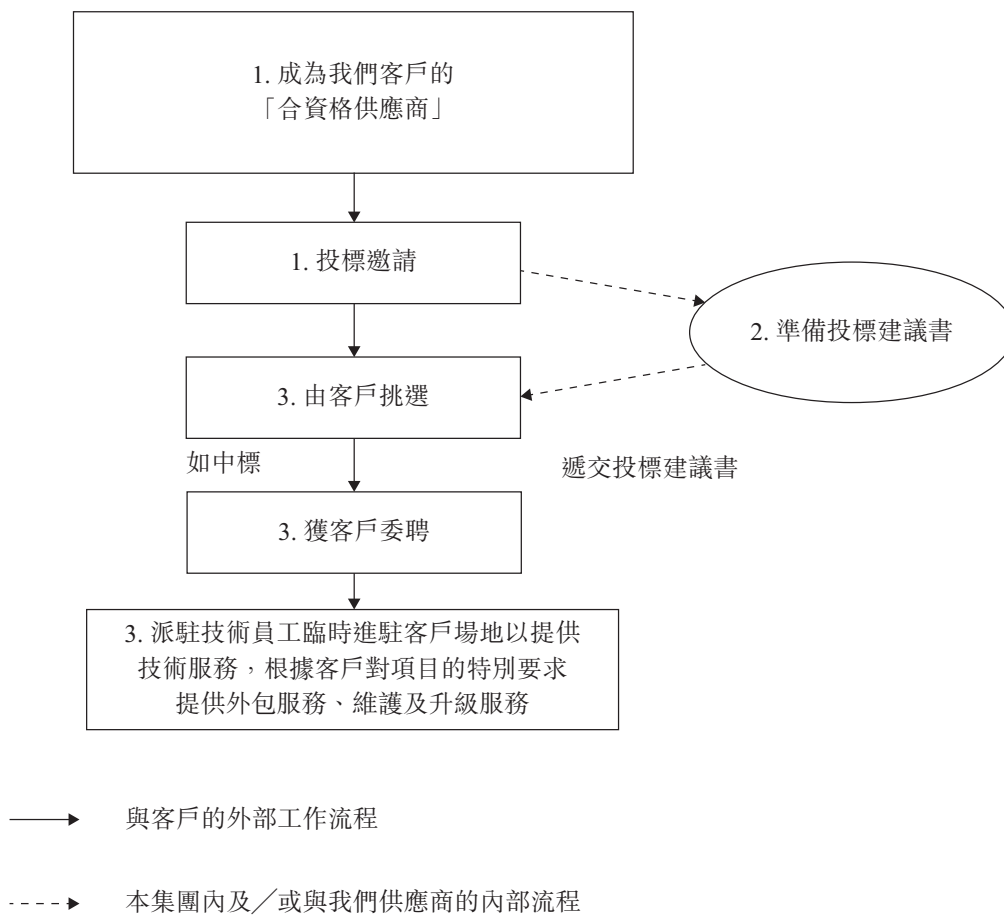 1. 成為我們客戶的
「合資格供應商」
1. 投標邀請
2. 準備投標建議書
3. 由客戶挑選
如中標
遞交投標建議書
3. 獲客戶委聘
3. 派駐技術員工臨時進駐客戶場地以提供
技術服務，根據客戶對項目的特別要求
提供外包服務、維護及升級服務
與客戶的外部工作流程
本集團內及／或與我們供應商的內部流程